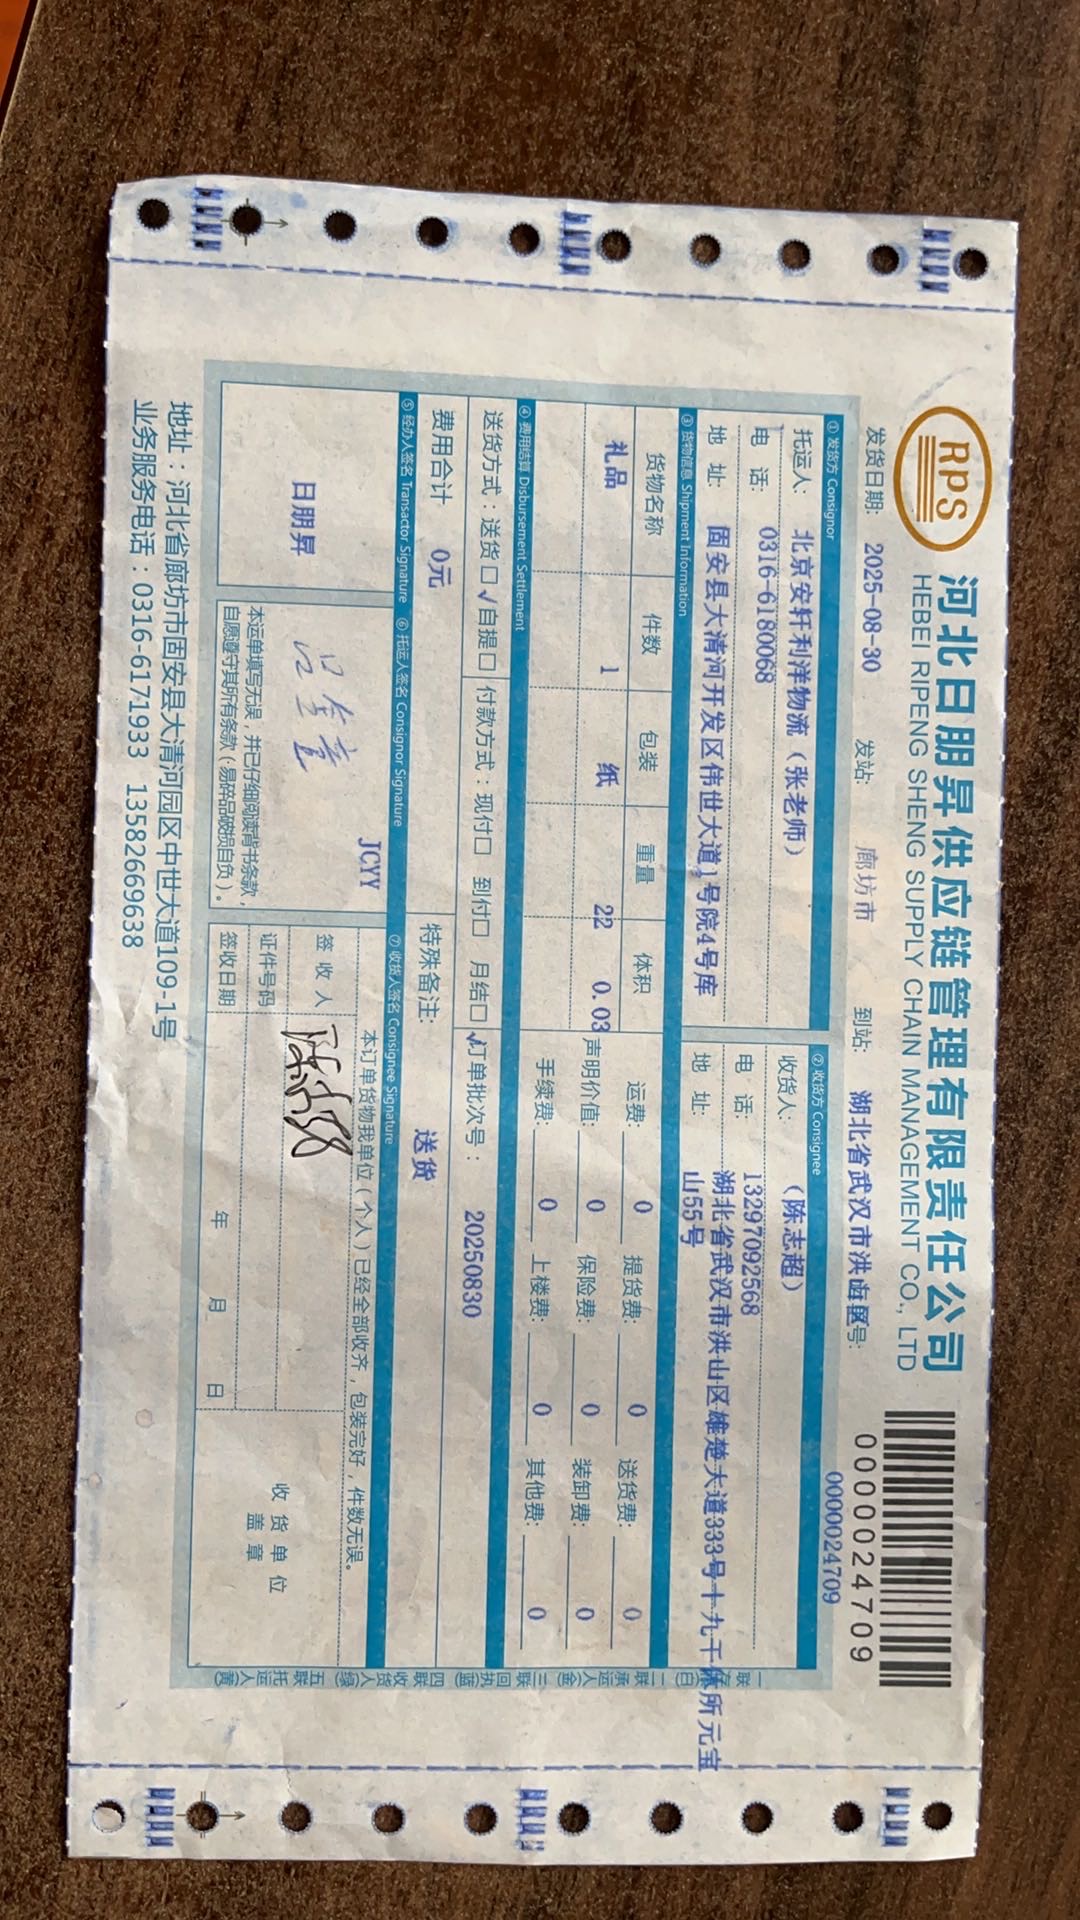 RPS
河北日朋昇供应链管理有限责任公司
HEBEI RIPENG SHENG SUPPLY CHAIN MANAGEMENT CO., LTD
0000024709
0000024709
发货日期: 2025-08-30 发站: 廊坊市 到站: 湖北省武汉市洪山区 号:
① 发货方 Consignor ② 收货方 Consignee
托运人: 北京安轩利洋物流（张老师） 收货人: （陈志超）
电 话: 0316-6180068 电 话: 13297092568
地 址: 固安县大清河开发区伟世大道1号院4号库 地 址: 湖北省武汉市洪山区雄楚大道333号十九干休所元宝
山55号
③ 货物信息 Shipment Information
货物名称 件数 包装 重量 体积 运费: 0 提货费: 0 送货费: 0
礼品 1 纸 22 0.03 声明价值: 0 保险费: 0 装卸费: 0
手续费: 0 上楼费: 0 其他费: 0
④ 费用结算 Disbursement Settlement
送货方式：送货□✓自提□ 付款方式：现付□ 到付□ 月结□✓ 订单批次号： 20250830
费用合计 0元 特殊备注: 送货
⑤ 经办人签名 Transactor Signature ⑥ 托运人签名 Consignor Signature ⑦ 收货人签名 Consignee Signature
JCYY
本订单货物我单位（个人）已经全部收齐，包装完好，件数无误。
日朋昇
签 收 人
证件号码
签收日期 年 月 日
收 货 单 位
盖 章
本运单填写无误，并已仔细阅读背书条款，
自愿遵守其所有条款（易碎品破损自负）。
地址：河北省廊坊市固安县大清河园区中世大道109-1号
业务服务电话：0316-6171933 13582669638
一联 存 (白) 二联 承运人 (金) 三联 回执 (蓝) 四联 收货人 (绿) 五联 托运人 (黄)